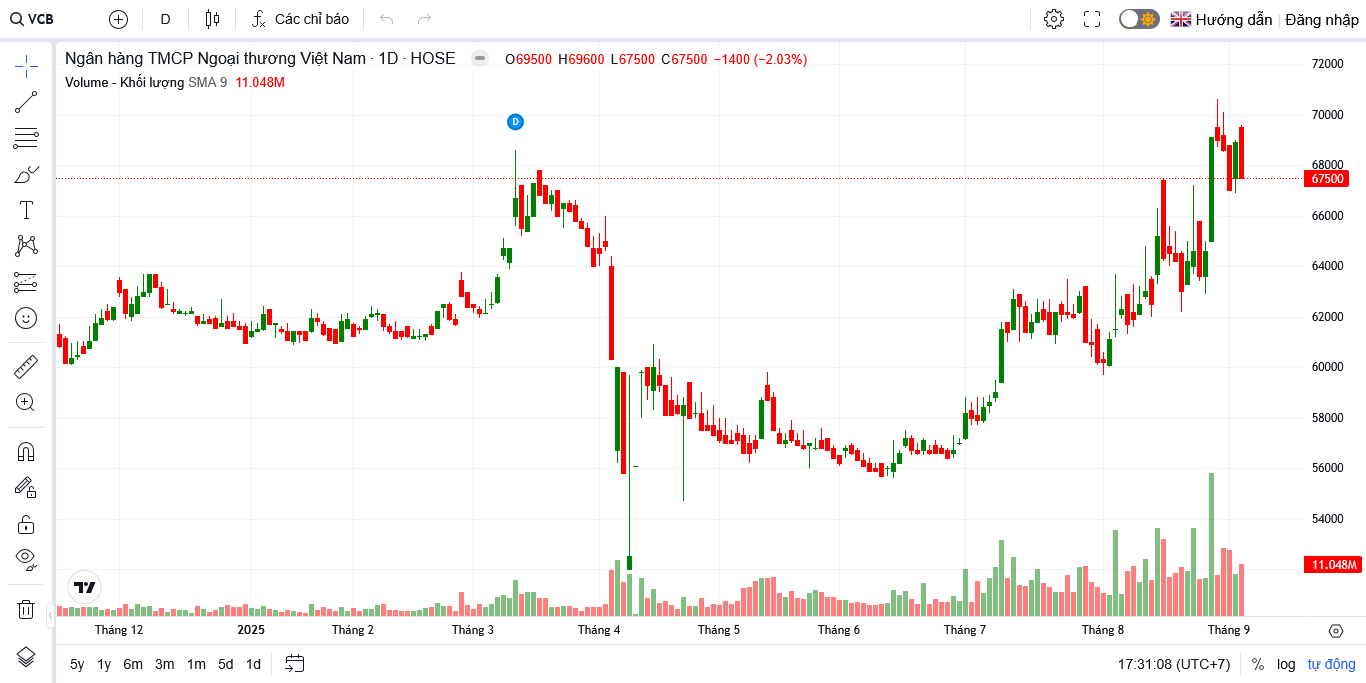 VCB D Các chỉ báo Hướng dẫn Đăng nhập
Ngân hàng TMCP Ngoại thương Việt Nam · 1D · HOSE O69500 H69600 L67500 C67500 −1400 (−2.03%)
Volume - Khối lượng SMA 9 11.048M
D
72000
70000
68000
67500
66000
64000
62000
60000
58000
56000
54000
11.048M
Tháng 12 2025 Tháng 2 Tháng 3 Tháng 4 Tháng 5 Tháng 6 Tháng 7 Tháng 8 Tháng 9
5y 1y 6m 3m 1m 5d 1d 17:31:08 (UTC+7) % log tự động